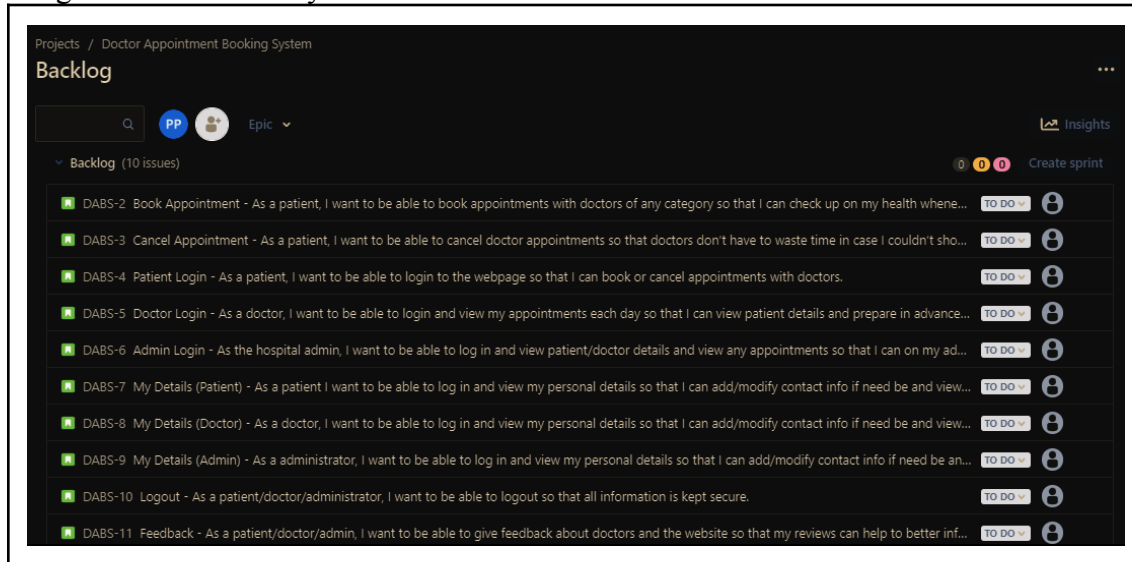 Projects / Doctor Appointment Booking System
Backlog
PP Epic Insights
Backlog (10 issues) 0 0 0 Create sprint
DABS-2 Book Appointment - As a patient, I want to be able to book appointments with doctors of any category so that I can check up on my health whene... TO DO
DABS-3 Cancel Appointment - As a patient, I want to be able to cancel doctor appointments so that doctors don't have to waste time in case I couldn't sho... TO DO
DABS-4 Patient Login - As a patient, I want to be able to login to the webpage so that I can book or cancel appointments with doctors. TO DO
DABS-5 Doctor Login - As a doctor, I want to be able to login and view my appointments each day so that I can view patient details and prepare in advance... TO DO
DABS-6 Admin Login - As the hospital admin, I want to be able to log in and view patient/doctor details and view any appointments so that I can on my ad... TO DO
DABS-7 My Details (Patient) - As a patient I want to be able to log in and view my personal details so that I can add/modify contact info if need be and view... TO DO
DABS-8 My Details (Doctor) - As a doctor, I want to be able to log in and view my personal details so that I can add/modify contact info if need be and view... TO DO
DABS-9 My Details (Admin) - As a administrator, I want to be able to log in and view my personal details so that I can add/modify contact info if need be an... TO DO
DABS-10 Logout - As a patient/doctor/administrator, I want to be able to logout so that all information is kept secure. TO DO
DABS-11 Feedback - As a patient/doctor/admin, I want to be able to give feedback about doctors and the website so that my reviews can help to better inf... TO DO